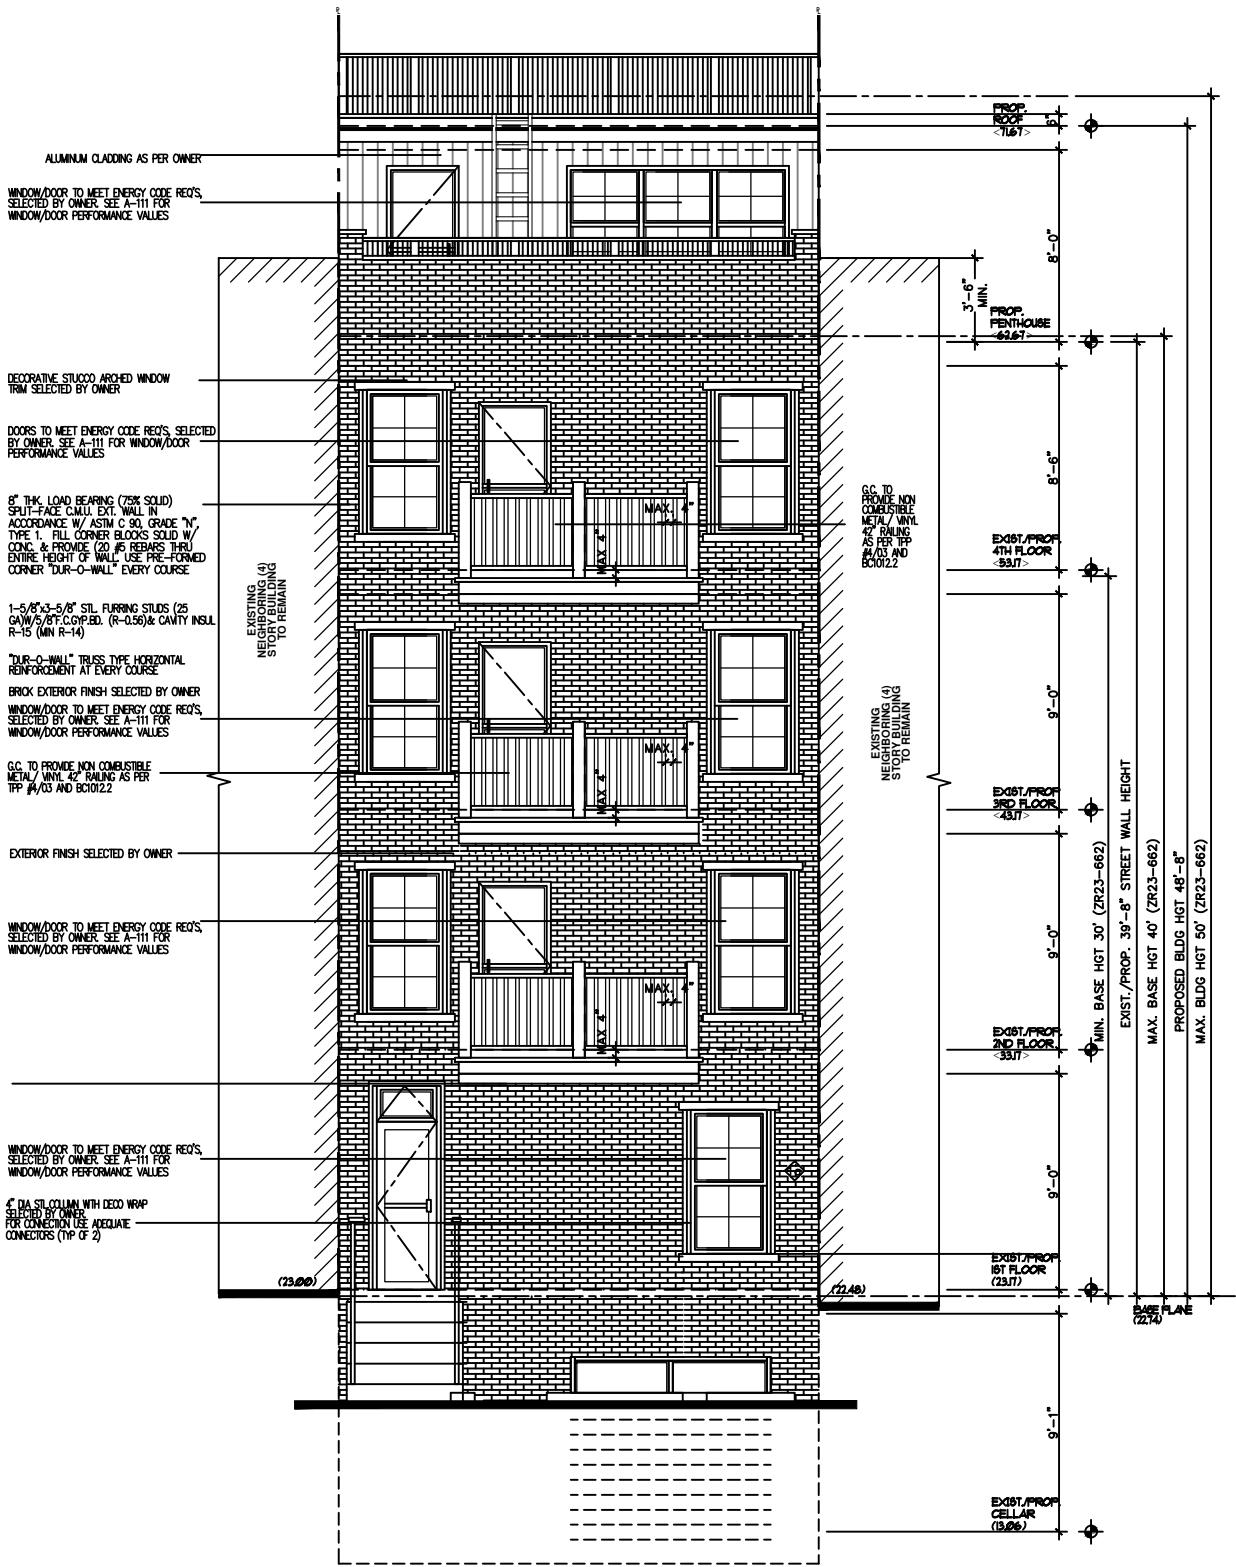 ALUMINUM CLADDING AS PER OWNER
WINDOW/DOOR TO MEET ENERGY CODE REQ'S,
SELECTED BY OWNER. SEE A-111 FOR
WINDOW/DOOR PERFORMANCE VALUES
DECORATIVE STUCCO ARCHED WINDOW
TRIM SELECTED BY OWNER
DOORS TO MEET ENERGY CODE REQ'S, SELECTED
BY OWNER. SEE A-111 FOR WINDOW/DOOR
PERFORMANCE VALUES
8" THK. LOAD BEARING (75% SOLID)
SPLIT-FACE C.M.U. EXT. WALL IN
ACCORDANCE W/ ASTM C 90, GRADE "N",
TYPE 1. FILL CORNER BLOCKS SOLID W/
CONC. & PROVIDE (20 #5 REBARS THRU
ENTIRE HEIGHT OF WALL. USE PRE-FORMED
CORNER "DUR-O-WALL" EVERY COURSE
1-5/8"x3-5/8" STL. FURRING STUDS (25
GA)W/5/8"F.C.GYP.BD. (R-0.56)& CAVITY INSUL
R-15 (MIN R-14)
"DUR-O-WALL" TRUSS TYPE HORIZONTAL
REINFORCEMENT AT EVERY COURSE
BRICK EXTERIOR FINISH SELECTED BY OWNER
WINDOW/DOOR TO MEET ENERGY CODE REQ'S,
SELECTED BY OWNER. SEE A-111 FOR
WINDOW/DOOR PERFORMANCE VALUES
G.C. TO PROVIDE NON COMBUSTIBLE
METAL/ VINYL 42" RAILING AS PER
TPP #4/03 AND BC1012.2
EXTERIOR FINISH SELECTED BY OWNER
WINDOW/DOOR TO MEET ENERGY CODE REQ'S,
SELECTED BY OWNER. SEE A-111 FOR
WINDOW/DOOR PERFORMANCE VALUES
WINDOW/DOOR TO MEET ENERGY CODE REQ'S,
SELECTED BY OWNER. SEE A-111 FOR
WINDOW/DOOR PERFORMANCE VALUES
4" DIA STL.COLUMN WITH DECO WRAP
SELECTED BY OWNER.
FOR CONNECTION USE ADEQUATE
CONNECTORS (TYP OF 2)
EXISTING
NEIGHBORING (4)
STORY BUILDING
TO REMAIN
(23.00)
MAX. 4"
MAX 4"
MAX. 4"
MAX 4"
MAX. 4"
MAX 4"
G.C. TO
PROVIDE NON
COMBUSTIBLE
METAL/ VINYL
42" RAILING
AS PER TPP
#4/03 AND
BC1012.2
EXISTING
NEIGHBORING (4)
STORY BUILDING
TO REMAIN
(22.48)
PROP.
ROOF
<71.67>
6"
8'-0"
3'-6"
MIN.
PROP.
PENTHOUSE
<62.67>
8'-6"
EXIST./PROP.
4TH FLOOR
<53.17>
9'-0"
EXIST./PROP.
3RD FLOOR
<43.17>
9'-0"
EXIST./PROP.
2ND FLOOR
<33.17>
9'-0"
EXIST./PROP.
1ST FLOOR
(23.17)
9'-1"
EXIST./PROP.
CELLAR
(13.06)
MIN. BASE HGT 30' (ZR23-662)
EXIST./PROP. 39'-8" STREET WALL HEIGHT
MAX. BASE HGT 40' (ZR23-662)
PROPOSED BLDG HGT 48'-8"
MAX. BLDG HGT 50' (ZR23-662)
BASE PLANE
(22.74)